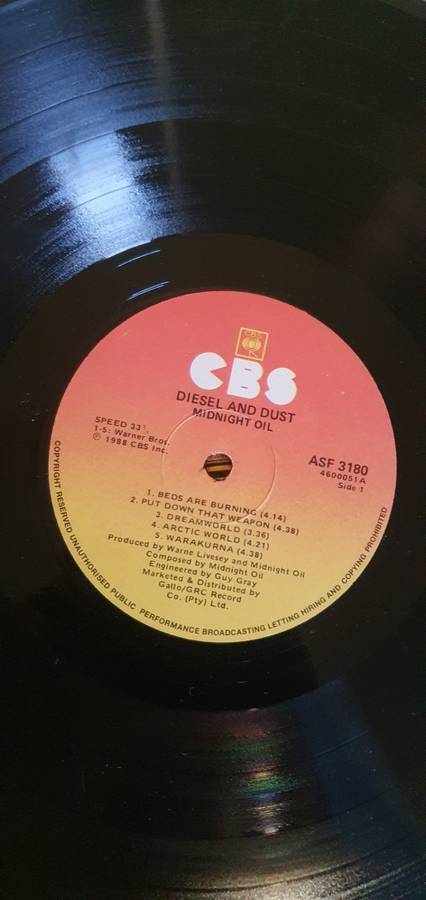 CBS
CBS
DIESEL AND DUST
MIDNIGHT OIL
SPEED 33⅓
1-5: Warner Bros.
℗ 1988 CBS Inc.
ASF 3180
4600051A
Side 1
1. BEDS ARE BURNING (4.14)
2. PUT DOWN THAT WEAPON (4.38)
3. DREAMWORLD (3.36)
4. ARCTIC WORLD (4.21)
5. WARAKURNA (4.38)
Produced by Warne Livesey and Midnight Oil
Composed by Midnight Oil
Engineered by Guy Gray
Marketed & Distributed by
Gallo/GRC Record
Co. (Pty) Ltd.
COPYRIGHT RESERVED UNAUTHORISED PUBLIC PERFORMANCE BROADCASTING LETTING HIRING AND COPYING PROHIBITED